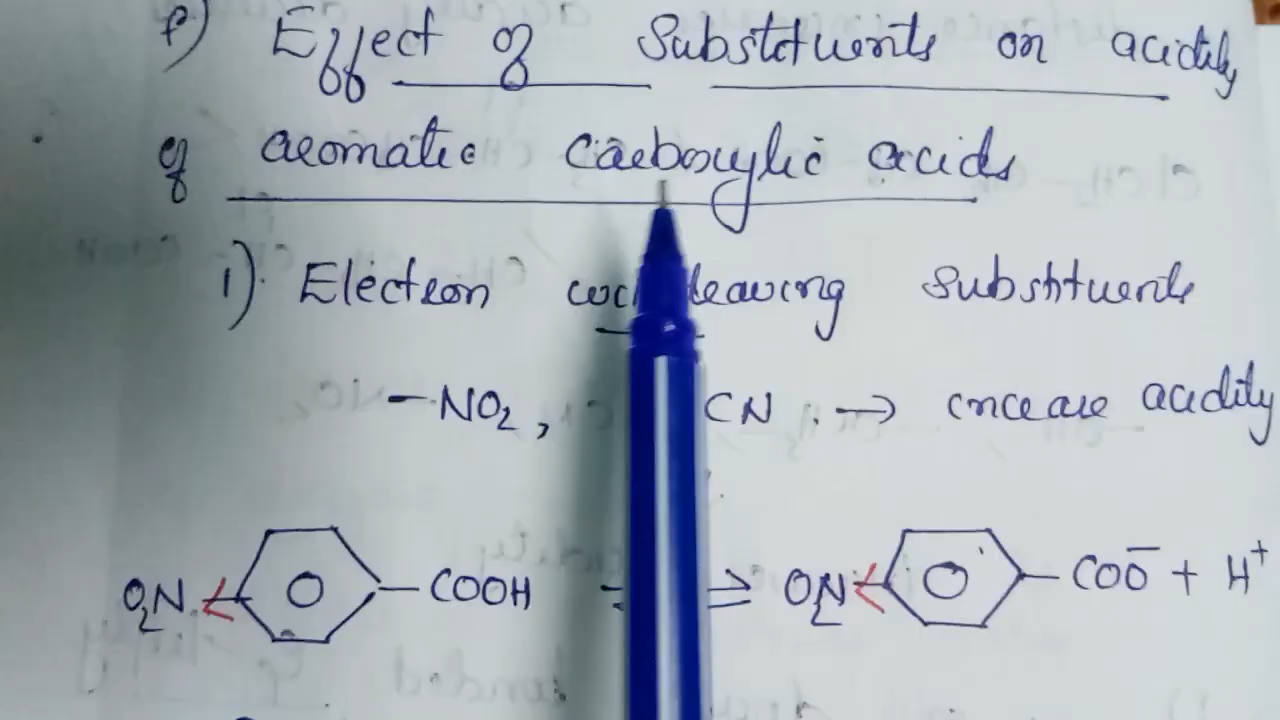 f) Effect of Substituents on acidity
of aromatic Carboxylic acids
1) Electron withdrawing substituents
- NO2, CN → increase acidity
O2N COOH ⇌ O2N COO⁻ + H⁺